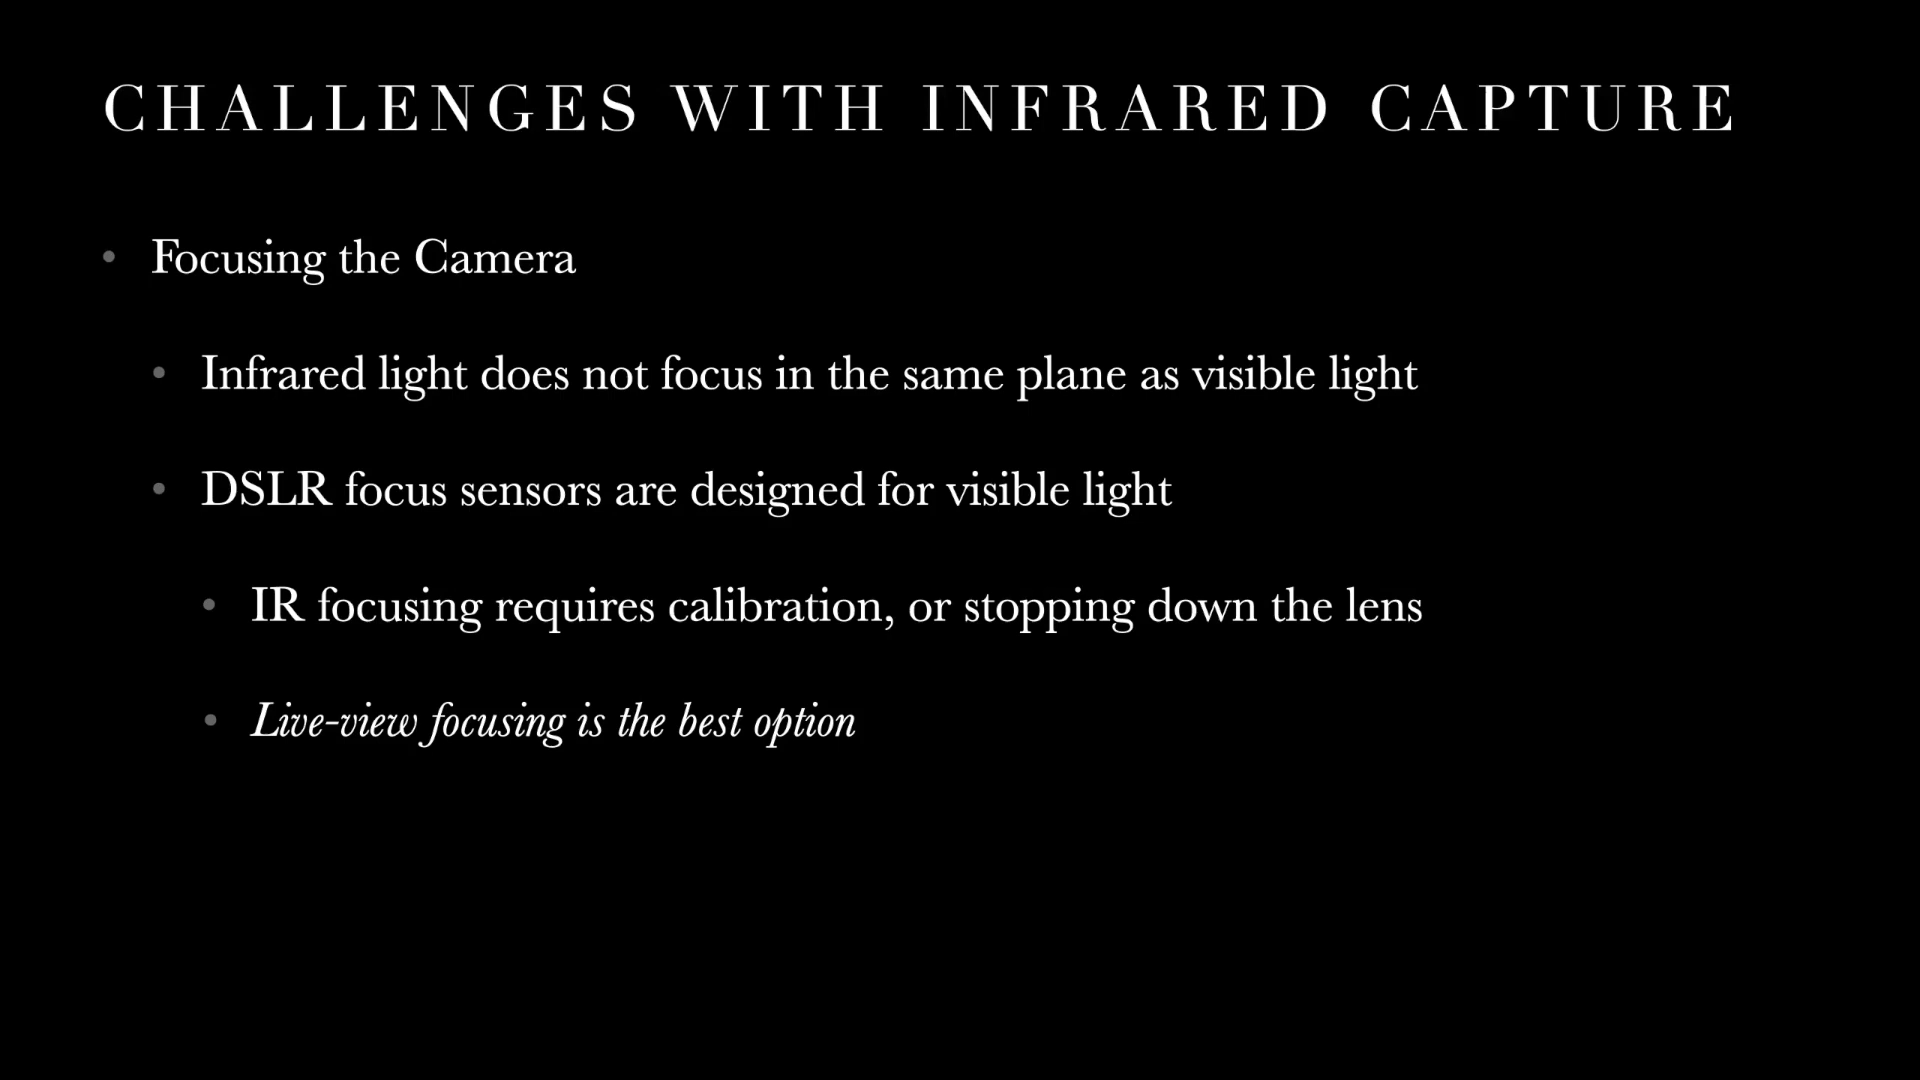 CHALLENGES WITH INFRARED CAPTURE
• Focusing the Camera
• Infrared light does not focus in the same plane as visible light
• DSLR focus sensors are designed for visible light
• IR focusing requires calibration, or stopping down the lens
• Live-view focusing is the best option